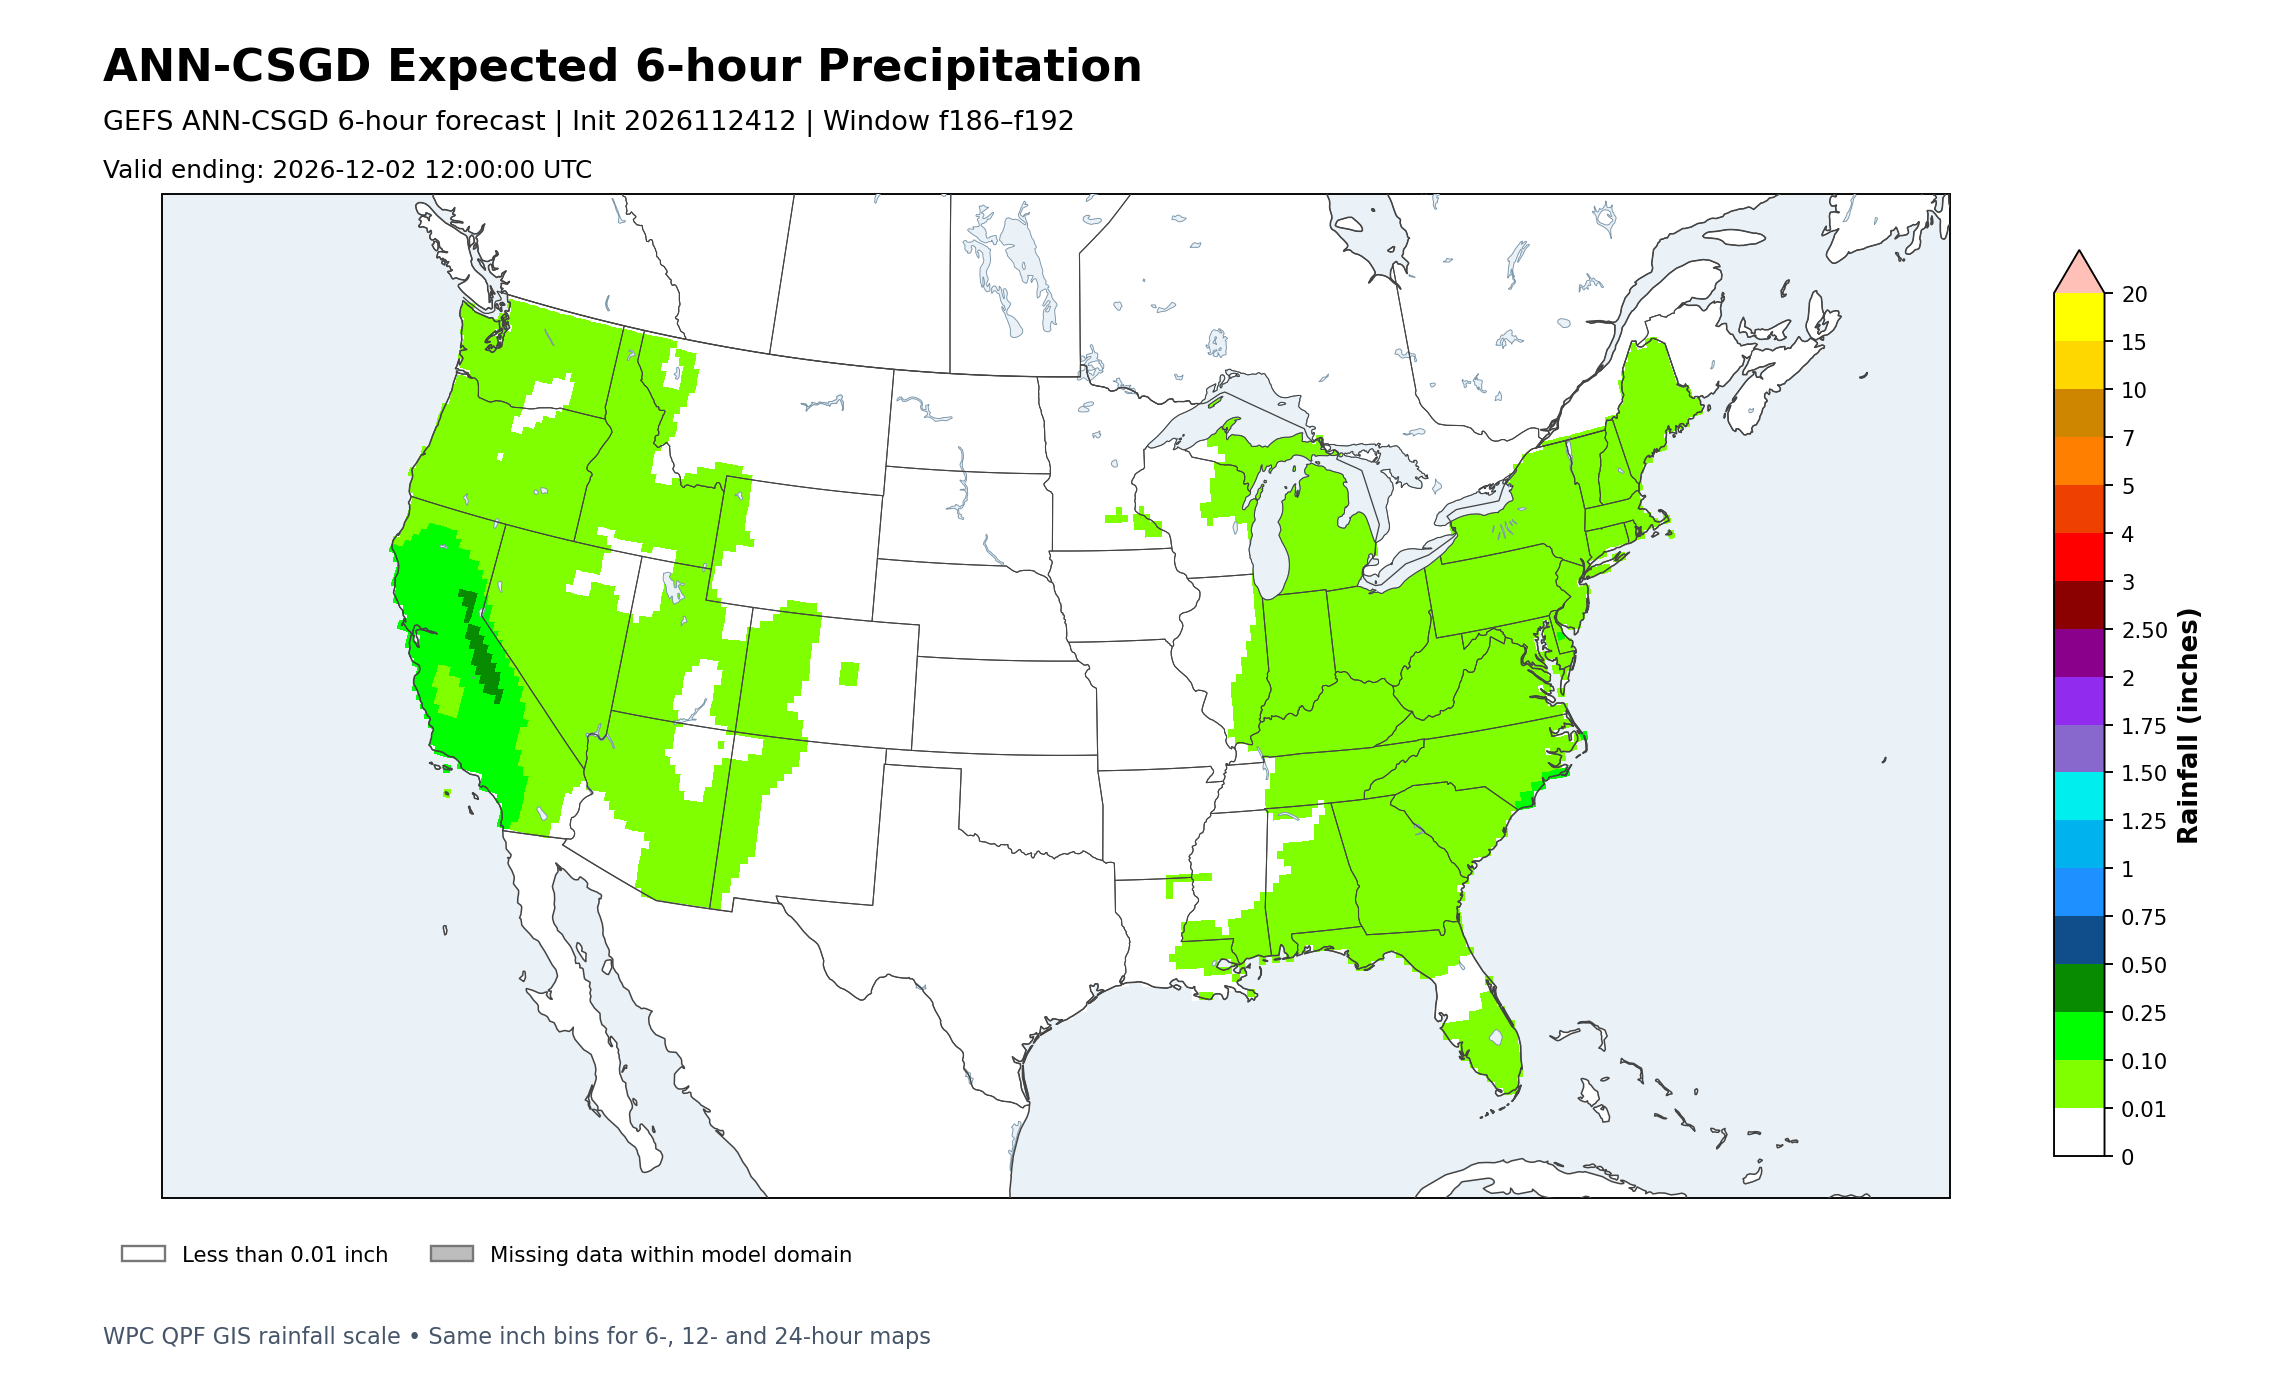 ANN-CSGD Expected 6-hour Precipitation
GEFS ANN-CSGD 6-hour forecast | Init 2026112412 | Window f186–f192
Valid ending: 2026-12-02 12:00:00 UTC
20
15
10
7
5
4
3
2.50
2
1.75
1.50
1.25
1
0.75
0.50
0.25
0.10
0.01
0
Rainfall (inches)
Less than 0.01 inch
Missing data within model domain
WPC QPF GIS rainfall scale • Same inch bins for 6-, 12- and 24-hour maps